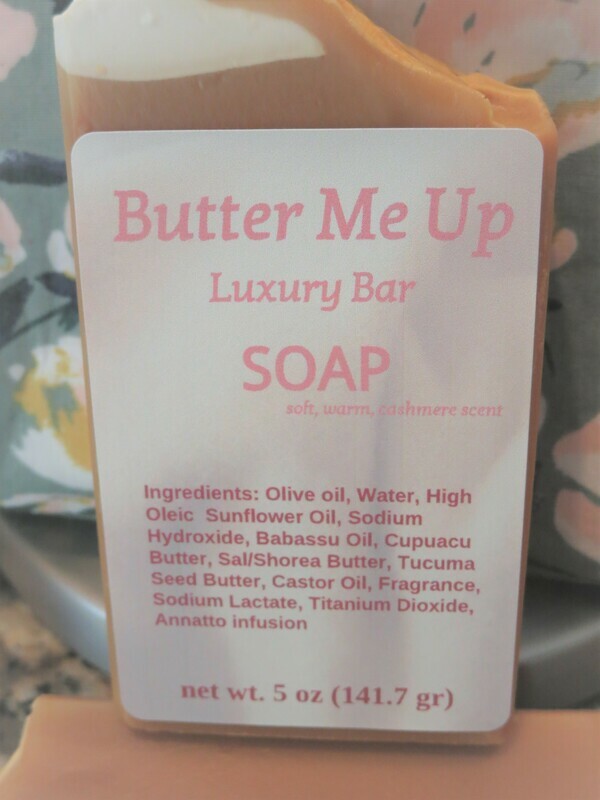 Butter Me Up
Luxury Bar
SOAP
soft, warm, cashmere scent
Ingredients: Olive oil, Water, High
Oleic Sunflower Oil, Sodium
Hydroxide, Babassu Oil, Cupuacu
Butter, Sal/Shorea Butter, Tucuma
Seed Butter, Castor Oil, Fragrance,
Sodium Lactate, Titanium Dioxide,
Annatto infusion
net wt. 5 oz (141.7 gr)